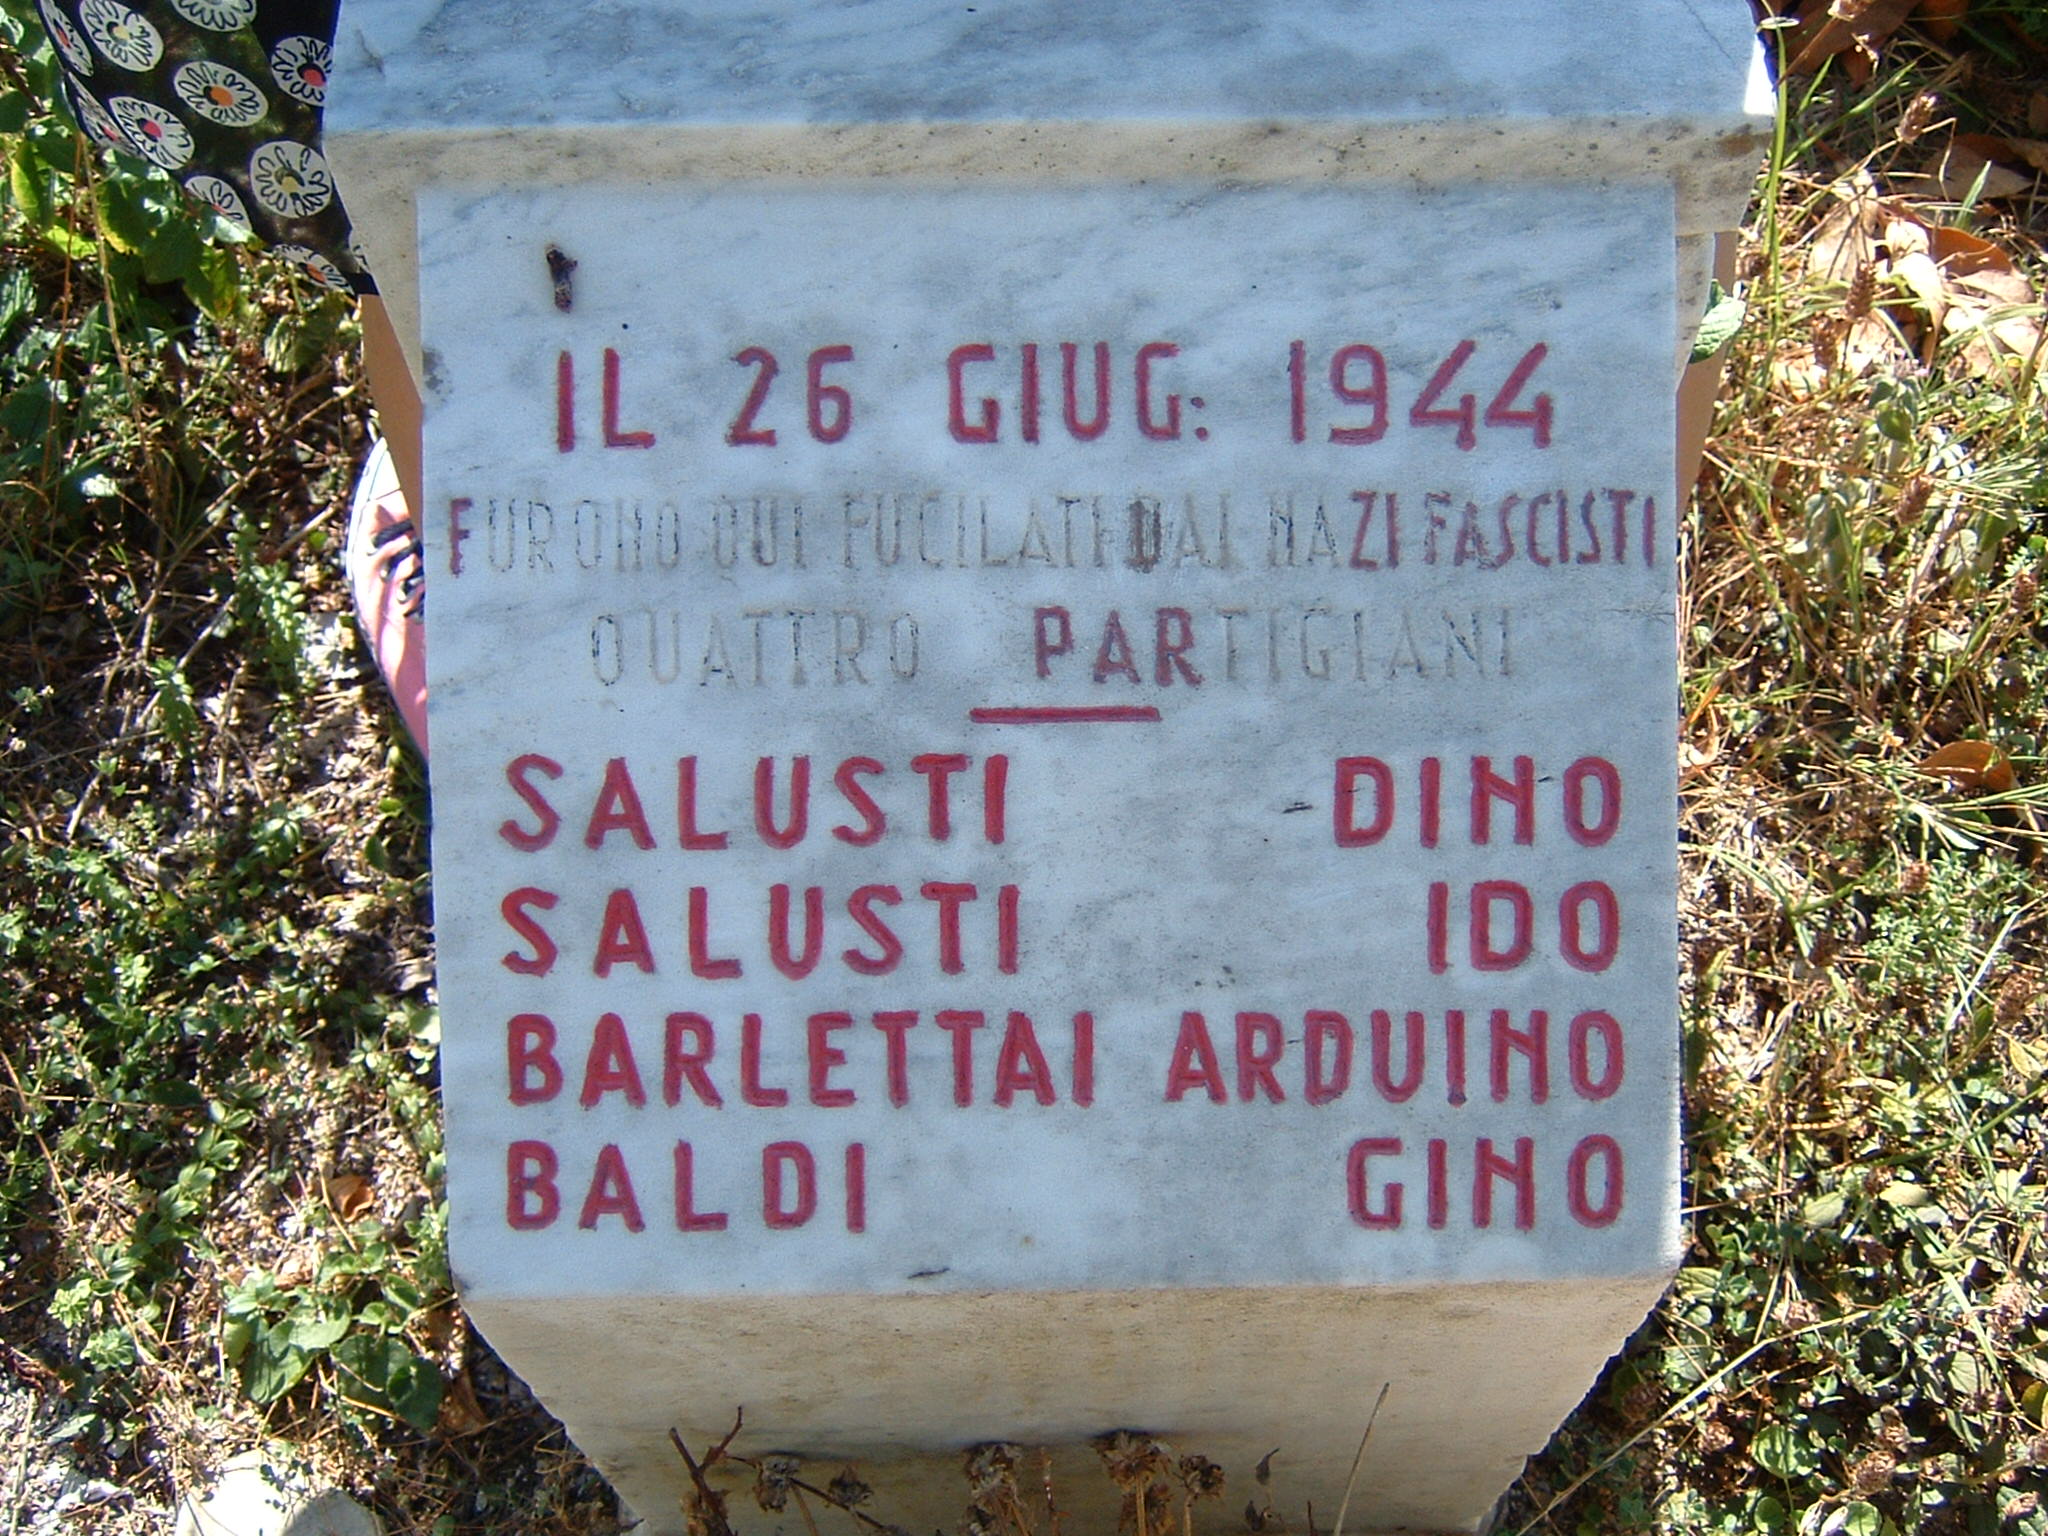 IL 26 GIUG: 1944
FURONO QUI FUCILATI DAI NAZI FASCISTI
QUATTRO PARTIGIANI
SALUSTI DINO
SALUSTI IDO
BARLETTAI ARDUINO
BALDI GINO